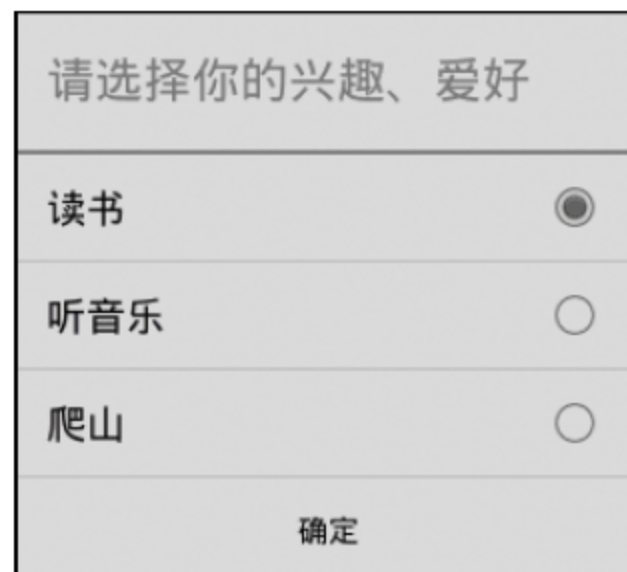 请选择你的兴趣、爱好
读书
听音乐
爬山
确定